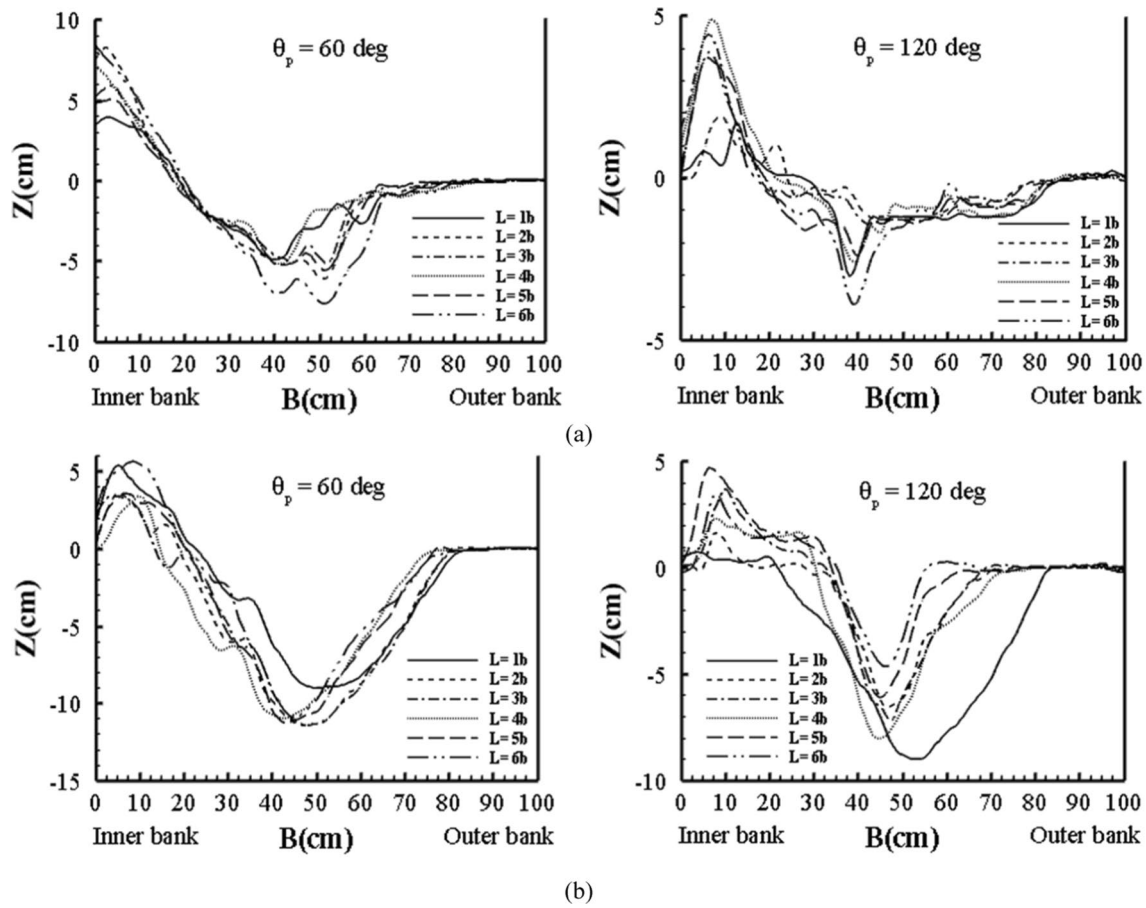 θp = 60 deg
10
5
0
-5
-10
Z(cm)
L= 1b
L= 2b
L= 3b
L= 4b
L= 5b
L= 6b
0 10 20 30 40 50 60 70 80 90 100
Inner bank B(cm) Outer bank
θp = 120 deg
5
0
-5
Z(cm)
L= 1b
L= 2b
L= 3b
L= 4b
L= 5b
L= 6b
0 10 20 30 40 50 60 70 80 90 100
Inner bank B(cm) Outer bank
(a)
θp = 60 deg
5
0
-5
-10
-15
Z(cm)
L= 1b
L= 2b
L= 3b
L= 4b
L= 5b
L= 6b
0 10 20 30 40 50 60 70 80 90 100
Inner bank B(cm) Outer bank
θp = 120 deg
5
0
-5
-10
Z(cm)
L= 1b
L= 2b
L= 3b
L= 4b
L= 5b
L= 6b
0 10 20 30 40 50 60 70 80 90 100
Inner bank B(cm) Outer bank
(b)